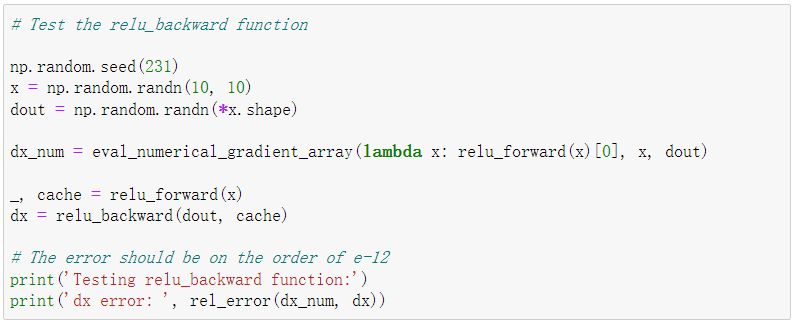 # Test the relu_backward function
np.random.seed(231)
x = np.random.randn(10, 10)
dout = np.random.randn(*x.shape)
dx_num = eval_numerical_gradient_array(lambda x: relu_forward(x)[0], x, dout)
_, cache = relu_forward(x)
dx = relu_backward(dout, cache)
# The error should be on the order of e-12
print('Testing relu_backward function:')
print('dx error: ', rel_error(dx_num, dx))